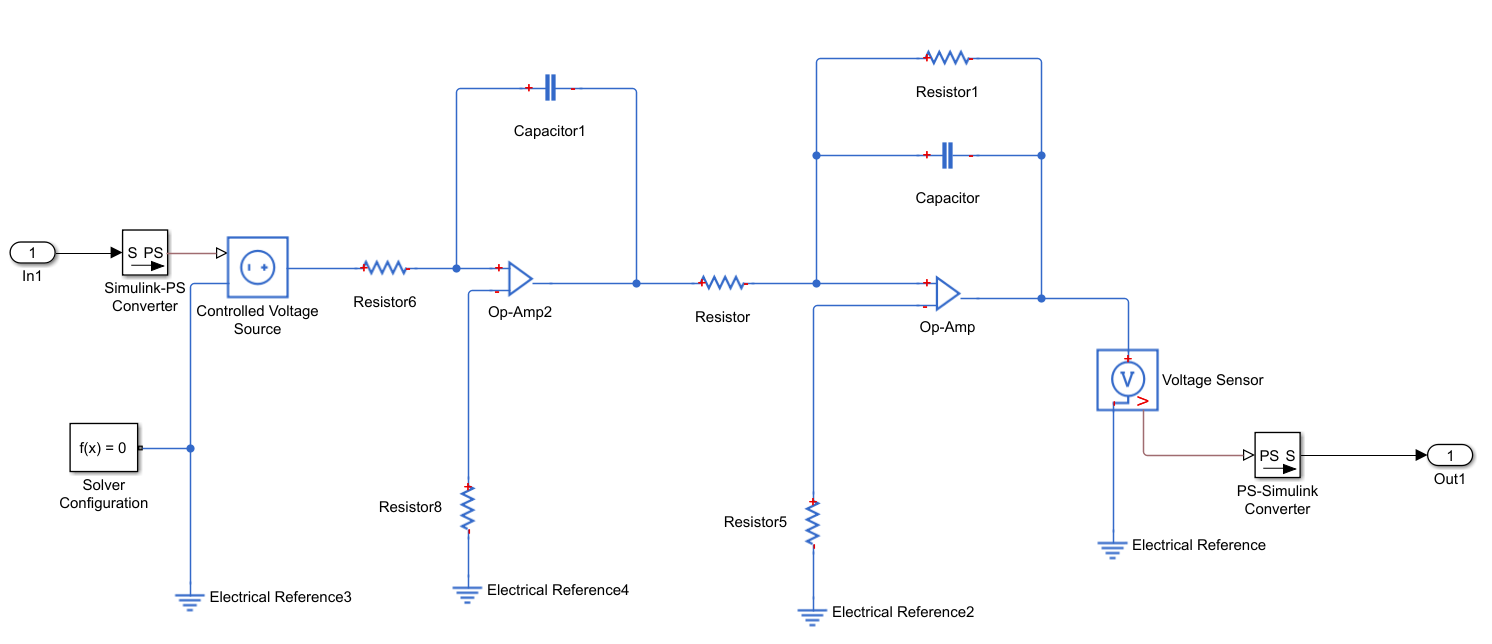 Resistor1
Capacitor1
Capacitor
1
In1
S PS
Simulink-PS
Converter
Controlled Voltage
Source
Resistor6
Op-Amp2
Resistor
Op-Amp
V
Voltage Sensor
f(x) = 0
Solver
Configuration
Resistor8
Resistor5
PS S
PS-Simulink
Converter
1
Out1
Electrical Reference
Electrical Reference3
Electrical Reference4
Electrical Reference2